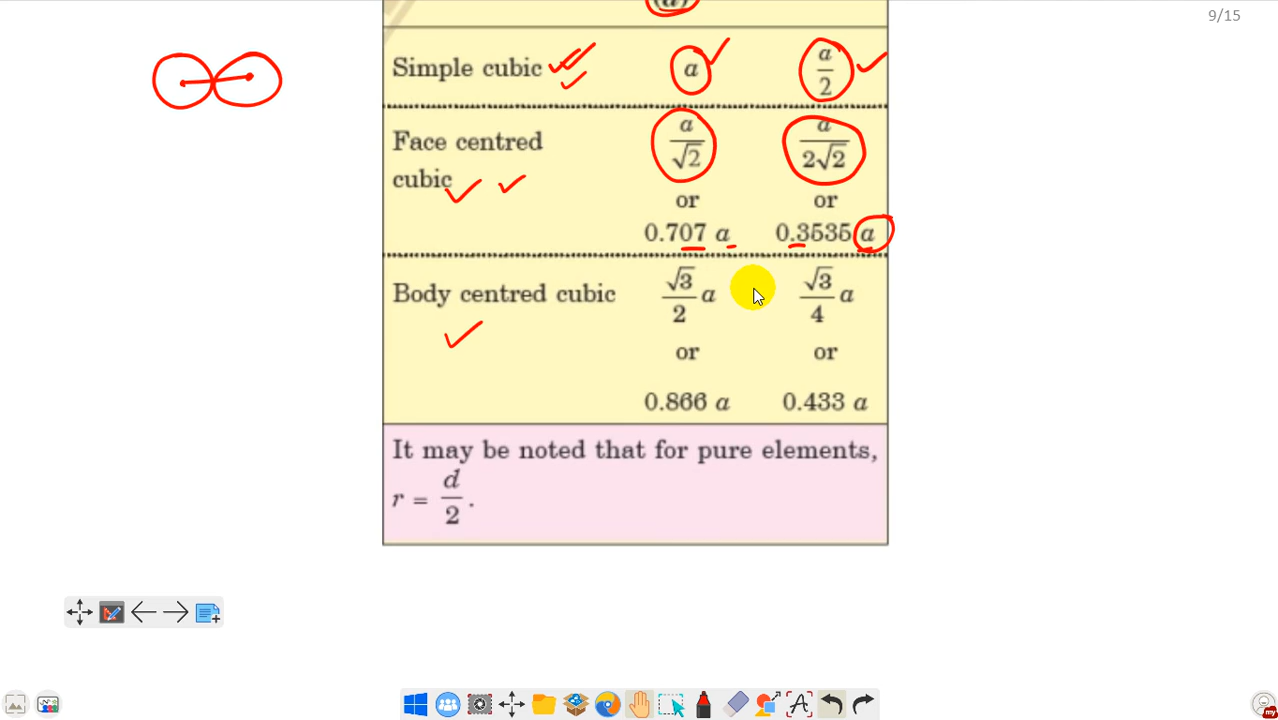 9/15
(d)
Simple cubic a a/2
Face centred cubic a/√2 a/2√2
or or
0.707 a 0.3535 a
Body centred cubic √3/2 a √3/4 a
or or
0.866 a 0.433 a
It may be noted that for pure elements,
r = d/2.